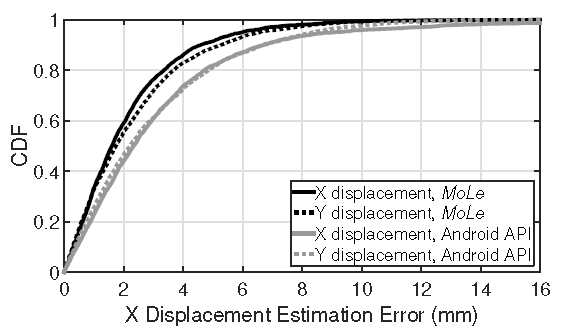 1
0.8
0.6
0.4
0.2
0
CDF
X displacement, MoLe
Y displacement, MoLe
X displacement, Android API
Y displacement, Android API
0 2 4 6 8 10 12 14 16
X Displacement Estimation Error (mm)